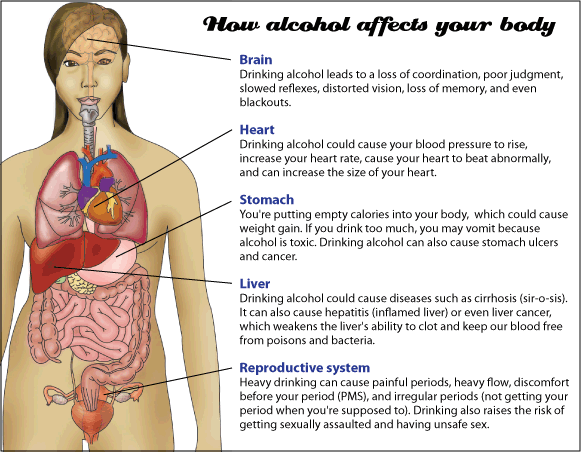 How alcohol affects your body
Brain
Drinking alcohol leads to a loss of coordination, poor judgment,
slowed reflexes, distorted vision, loss of memory, and even
blackouts.
Heart
Drinking alcohol could cause your blood pressure to rise,
increase your heart rate, cause your heart to beat abnormally,
and can increase the size of your heart.
Stomach
You're putting empty calories into your body, which could cause
weight gain. If you drink too much, you may vomit because
alcohol is toxic. Drinking alcohol can also cause stomach ulcers
and cancer.
Liver
Drinking alcohol could cause diseases such as cirrhosis (sir-o-sis).
It can also cause hepatitis (inflamed liver) or even liver cancer,
which weakens the liver's ability to clot and keep our blood free
from poisons and bacteria.
Reproductive system
Heavy drinking can cause painful periods, heavy flow, discomfort
before your period (PMS), and irregular periods (not getting your
period when you're supposed to). Drinking also raises the risk of
getting sexually assaulted and having unsafe sex.